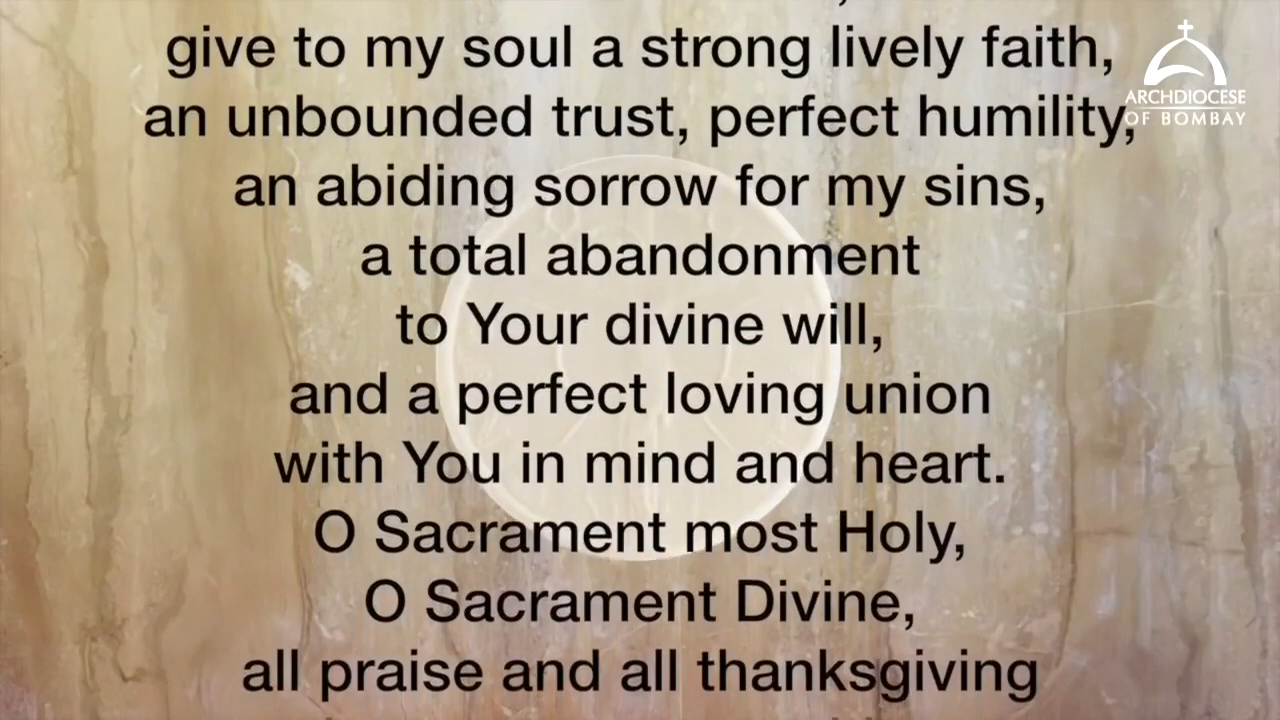 give to my soul a strong lively faith,
an unbounded trust, perfect humility,
an abiding sorrow for my sins,
a total abandonment
to Your divine will,
and a perfect loving union
with You in mind and heart.
O Sacrament most Holy,
O Sacrament Divine,
all praise and all thanksgiving
ARCHDIOCESE
OF BOMBAY